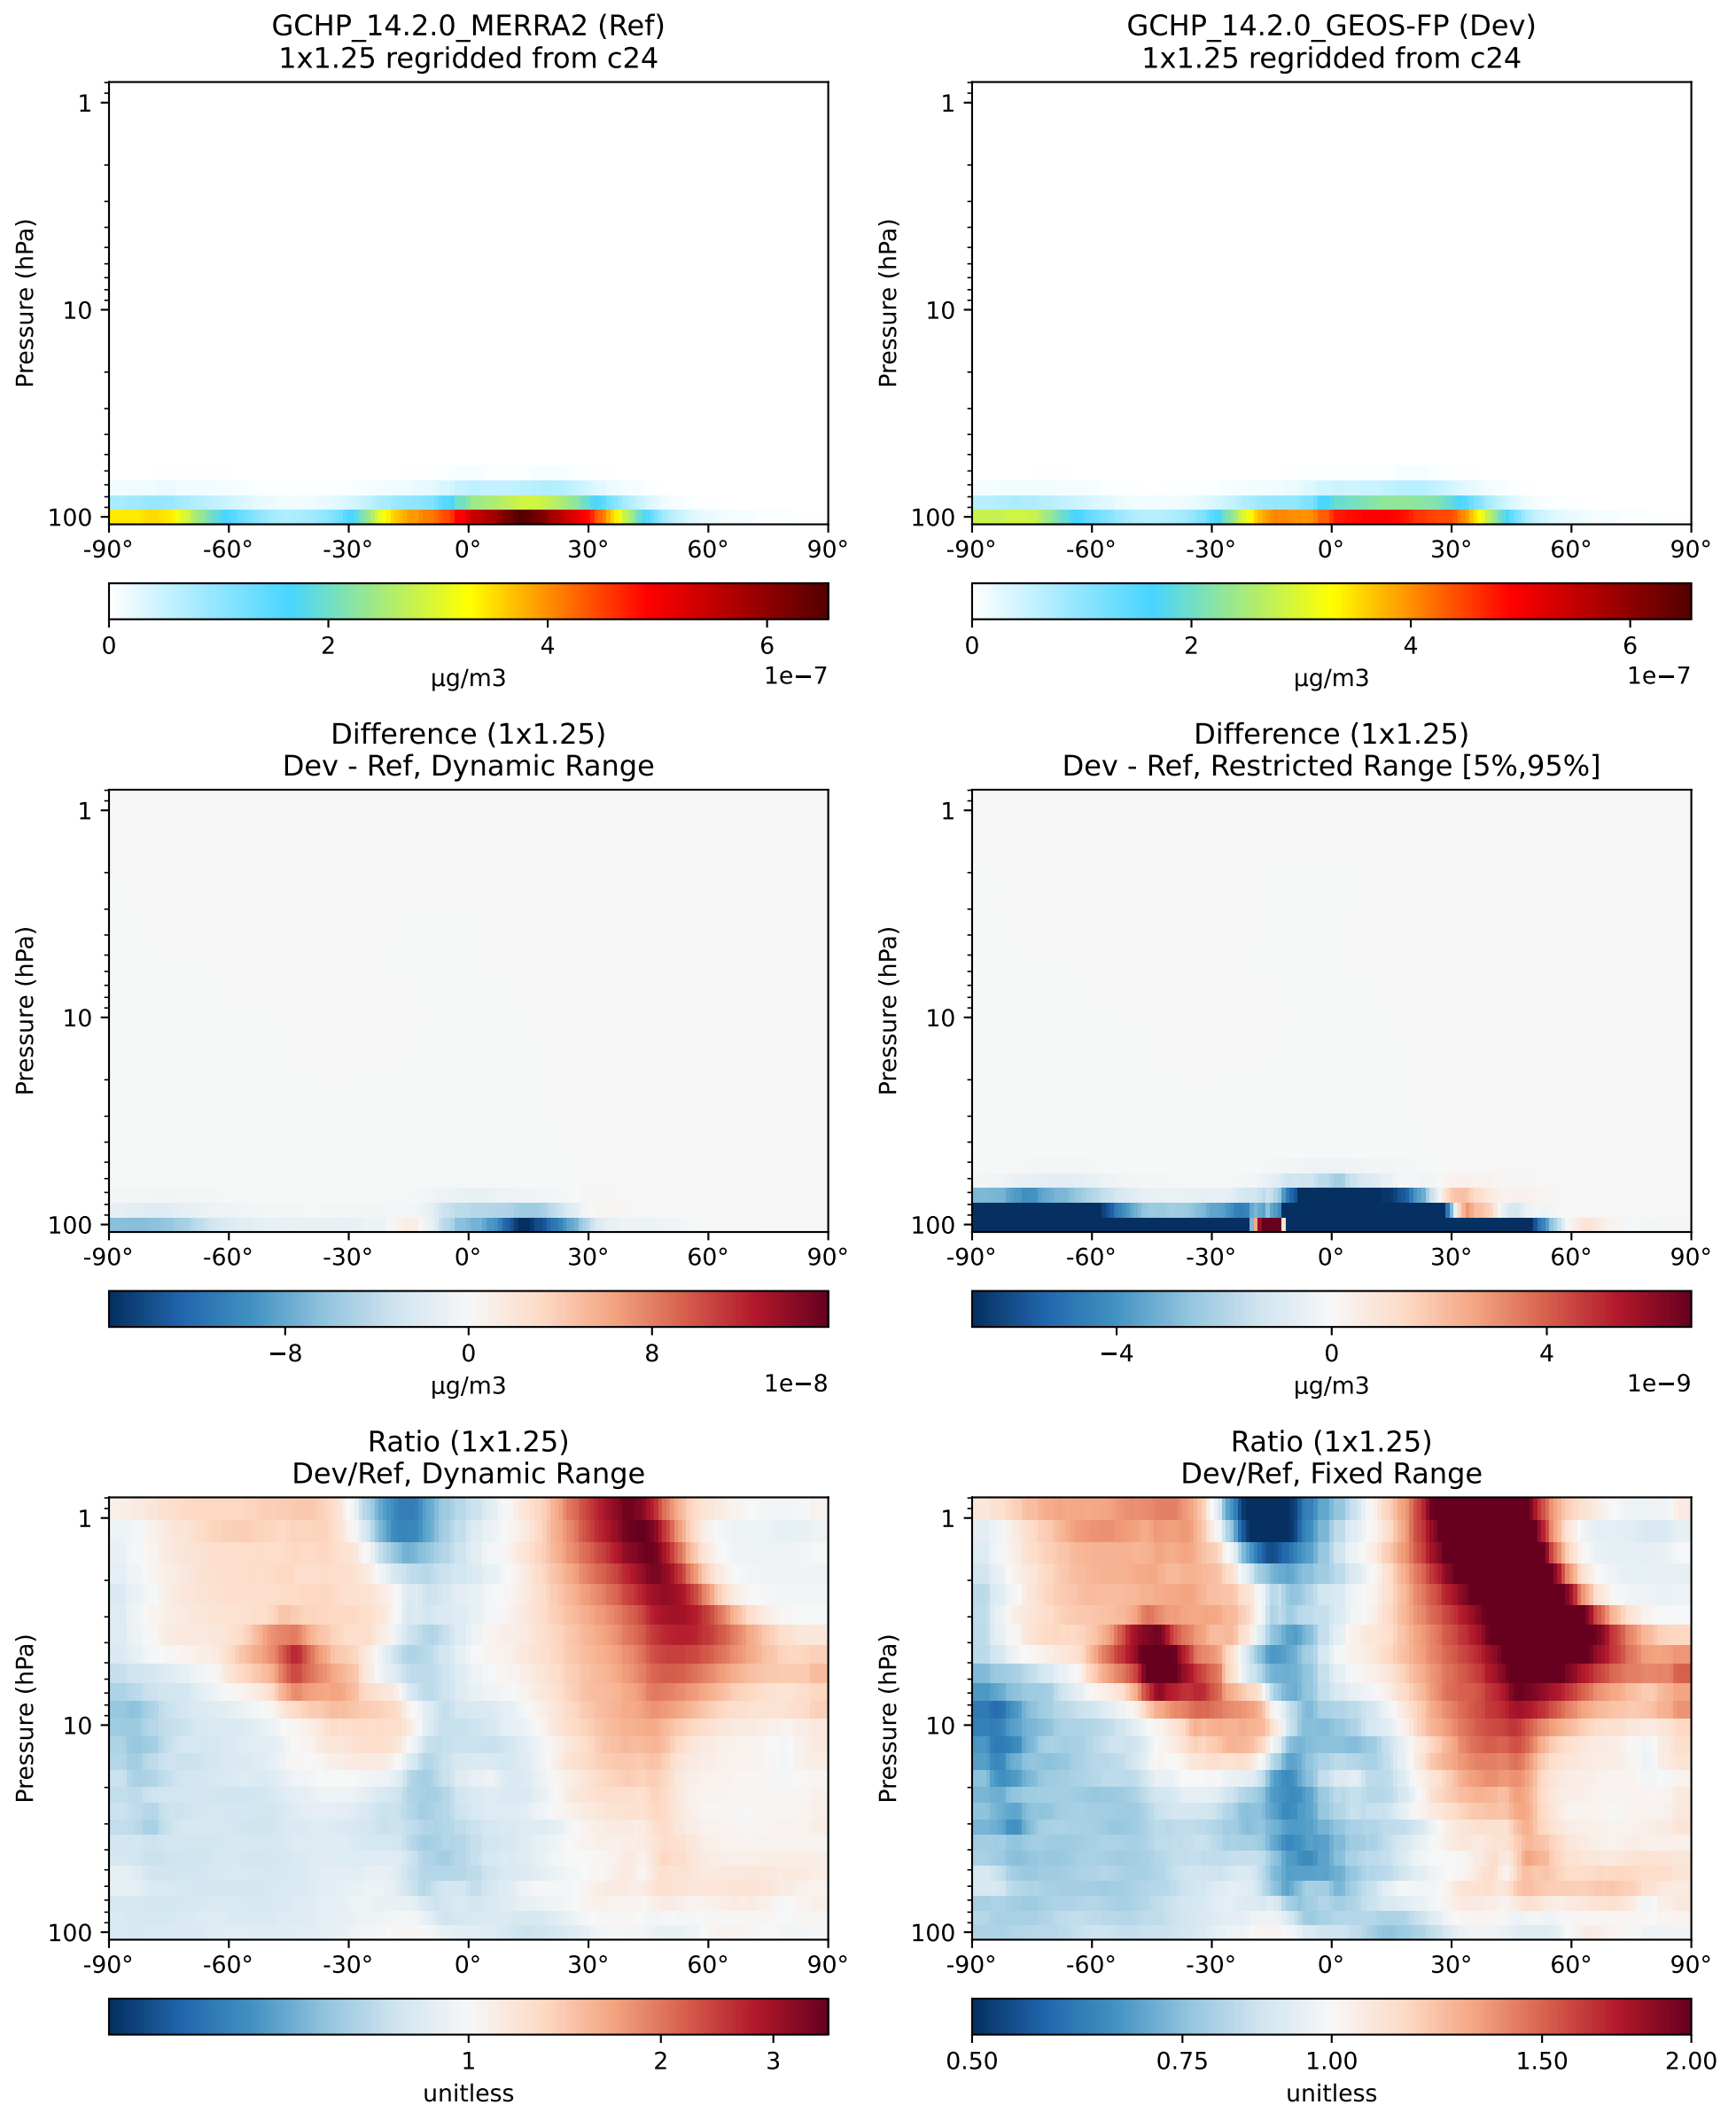 GCHP_14.2.0_MERRA2 (Ref)
1x1.25 regridded from c24
Pressure (hPa)
1
10
100
-90° -60° -30° 0° 30° 60° 90°
0 2 4 6
1e−7
µg/m3
GCHP_14.2.0_GEOS-FP (Dev)
1x1.25 regridded from c24
Pressure (hPa)
1
10
100
-90° -60° -30° 0° 30° 60° 90°
0 2 4 6
1e−7
µg/m3
Difference (1x1.25)
Dev - Ref, Dynamic Range
Pressure (hPa)
1
10
100
-90° -60° -30° 0° 30° 60° 90°
−8 0 8
1e−8
µg/m3
Difference (1x1.25)
Dev - Ref, Restricted Range [5%,95%]
Pressure (hPa)
1
10
100
-90° -60° -30° 0° 30° 60° 90°
−4 0 4
1e−9
µg/m3
Ratio (1x1.25)
Dev/Ref, Dynamic Range
Pressure (hPa)
1
10
100
-90° -60° -30° 0° 30° 60° 90°
1 2 3
unitless
Ratio (1x1.25)
Dev/Ref, Fixed Range
Pressure (hPa)
1
10
100
-90° -60° -30° 0° 30° 60° 90°
0.50 0.75 1.00 1.50 2.00
unitless